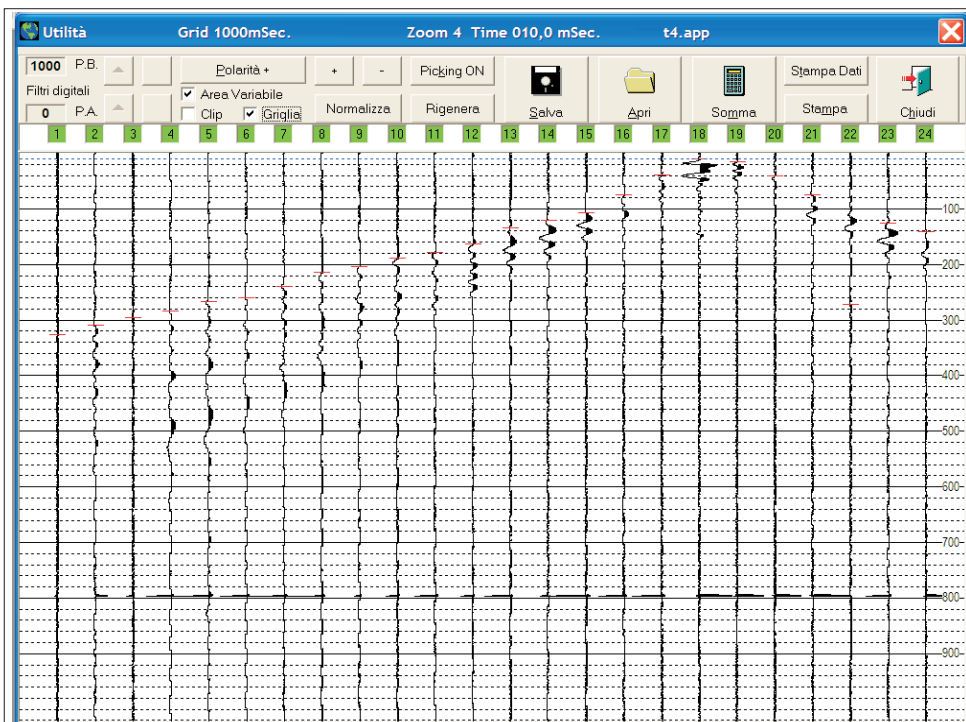 Utilità Grid 1000mSec. Zoom 4 Time 010,0 mSec. t4.app
1000 P.B. Polarità + + - Picking ON Stampa Dati
Filtri digitali Area Variabile
0 P.A. Clip Griglia Normalizza Rigenera Salva Apri Somma Stampa Chiudi
1 2 3 4 5 6 7 8 9 10 11 12 13 14 15 16 17 18 19 20 21 22 23 24
100
200
300
400
500
600
700
800
900